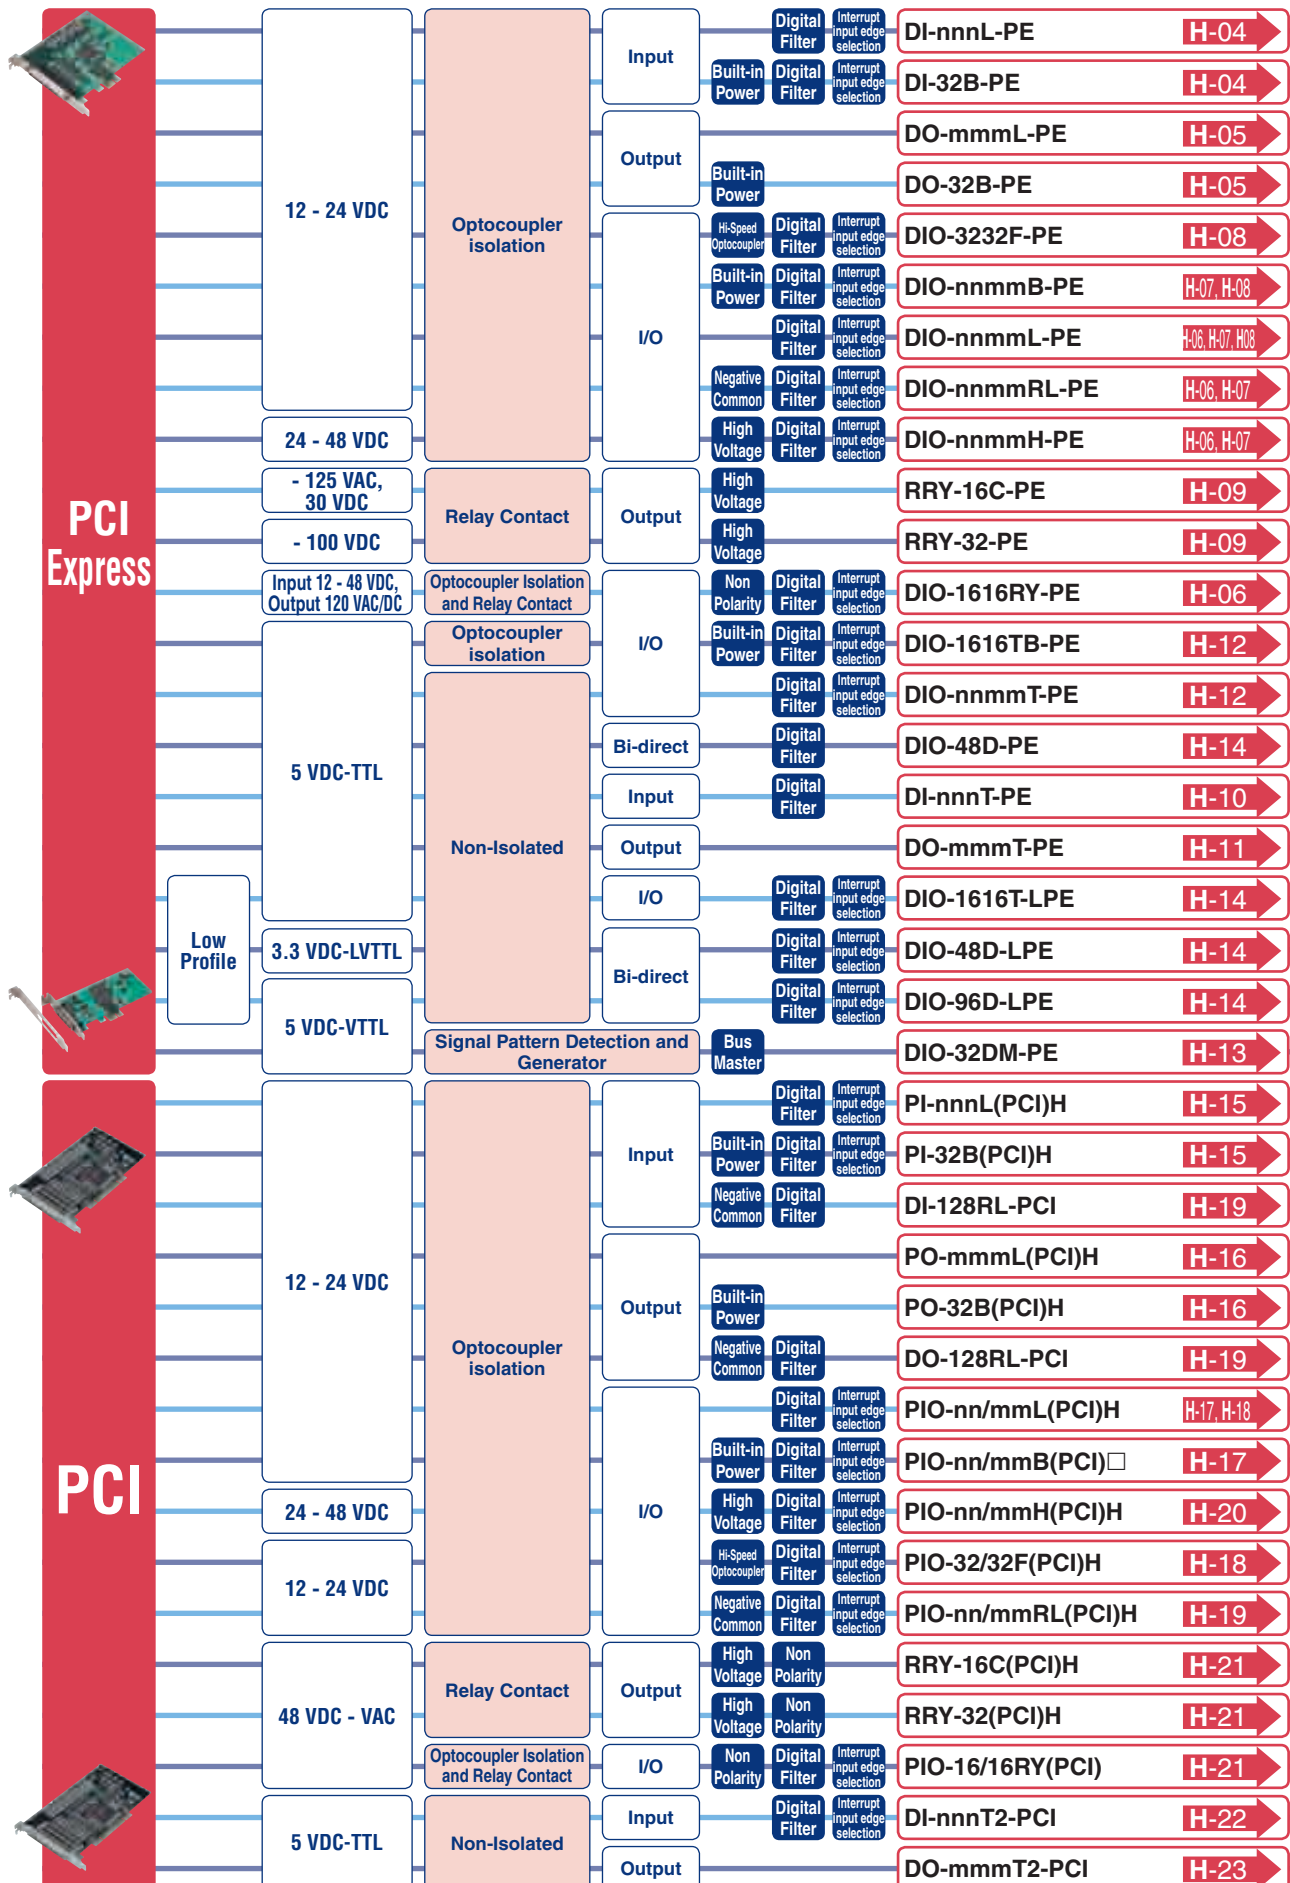 PCI
Express
Low
Profile
12 - 24 VDC
24 - 48 VDC
- 125 VAC,
30 VDC
- 100 VDC
Input 12 - 48 VDC,
Output 120 VAC/DC
5 VDC-TTL
3.3 VDC-LVTTL
5 VDC-VTTL
Optocoupler
isolation
Relay Contact
Optocoupler Isolation
and Relay Contact
Optocoupler
isolation
Non-Isolated
Signal Pattern Detection and
Generator
Input
Output
I/O
Output
I/O
Bi-direct
Input
Output
I/O
Bi-direct
Digital
Filter
Interrupt
input edge
selection
DI-nnnL-PE
H-04
Built-in
Power
Digital
Filter
Interrupt
input edge
selection
DI-32B-PE
H-04
DO-mmmL-PE
H-05
Built-in
Power
DO-32B-PE
H-05
Hi-Speed
Optocoupler
Digital
Filter
Interrupt
input edge
selection
DIO-3232F-PE
H-08
Built-in
Power
Digital
Filter
Interrupt
input edge
selection
DIO-nnmmB-PE
H-07, H-08
Digital
Filter
Interrupt
input edge
selection
DIO-nnmmL-PE
H-06, H-07, H08
Negative
Common
Digital
Filter
Interrupt
input edge
selection
DIO-nnmmRL-PE
H-06, H-07
High
Voltage
Digital
Filter
Interrupt
input edge
selection
DIO-nnmmH-PE
H-06, H-07
High
Voltage
RRY-16C-PE
H-09
High
Voltage
RRY-32-PE
H-09
Non
Polarity
Digital
Filter
Interrupt
input edge
selection
DIO-1616RY-PE
H-06
Built-in
Power
Digital
Filter
Interrupt
input edge
selection
DIO-1616TB-PE
H-12
Digital
Filter
Interrupt
input edge
selection
DIO-nnmmT-PE
H-12
Digital
Filter
DIO-48D-PE
H-14
Digital
Filter
DI-nnnT-PE
H-10
DO-mmmT-PE
H-11
Digital
Filter
Interrupt
input edge
selection
DIO-1616T-LPE
H-14
Digital
Filter
Interrupt
input edge
selection
DIO-48D-LPE
H-14
Digital
Filter
Interrupt
input edge
selection
DIO-96D-LPE
H-14
Bus
Master
DIO-32DM-PE
H-13
PCI
12 - 24 VDC
24 - 48 VDC
12 - 24 VDC
48 VDC - VAC
5 VDC-TTL
Optocoupler
isolation
Relay Contact
Optocoupler Isolation
and Relay Contact
Non-Isolated
Input
Output
I/O
Output
I/O
Input
Output
Digital
Filter
Interrupt
input edge
selection
PI-nnnL(PCI)H
H-15
Built-in
Power
Digital
Filter
Interrupt
input edge
selection
PI-32B(PCI)H
H-15
Negative
Common
Digital
Filter
DI-128RL-PCI
H-19
PO-mmmL(PCI)H
H-16
Built-in
Power
PO-32B(PCI)H
H-16
Negative
Common
Digital
Filter
DO-128RL-PCI
H-19
Digital
Filter
Interrupt
input edge
selection
PIO-nn/mmL(PCI)H
H-17, H-18
Built-in
Power
Digital
Filter
Interrupt
input edge
selection
PIO-nn/mmB(PCI)□
H-17
High
Voltage
Digital
Filter
Interrupt
input edge
selection
PIO-nn/mmH(PCI)H
H-20
Hi-Speed
Optocoupler
Digital
Filter
Interrupt
input edge
selection
PIO-32/32F(PCI)H
H-18
Negative
Common
Digital
Filter
Interrupt
input edge
selection
PIO-nn/mmRL(PCI)H
H-19
High
Voltage
Non
Polarity
RRY-16C(PCI)H
H-21
High
Voltage
Non
Polarity
RRY-32(PCI)H
H-21
Non
Polarity
Digital
Filter
Interrupt
input edge
selection
PIO-16/16RY(PCI)
H-21
Digital
Filter
Interrupt
input edge
selection
DI-nnnT2-PCI
H-22
DO-mmmT2-PCI
H-23